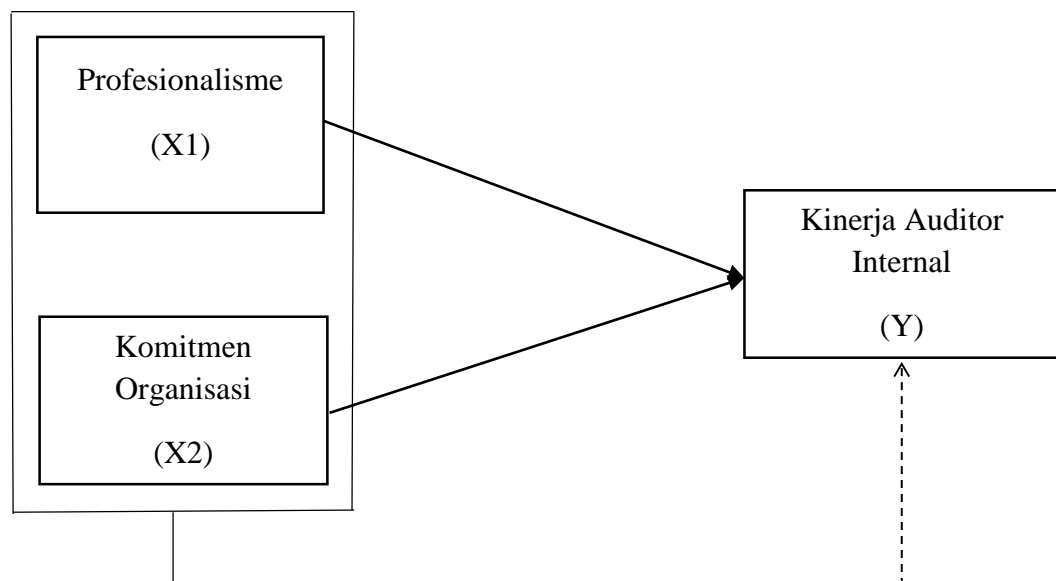 Profesionalisme
(X1)
Komitmen
Organisasi
(X2)
Kinerja Auditor
Internal
(Y)